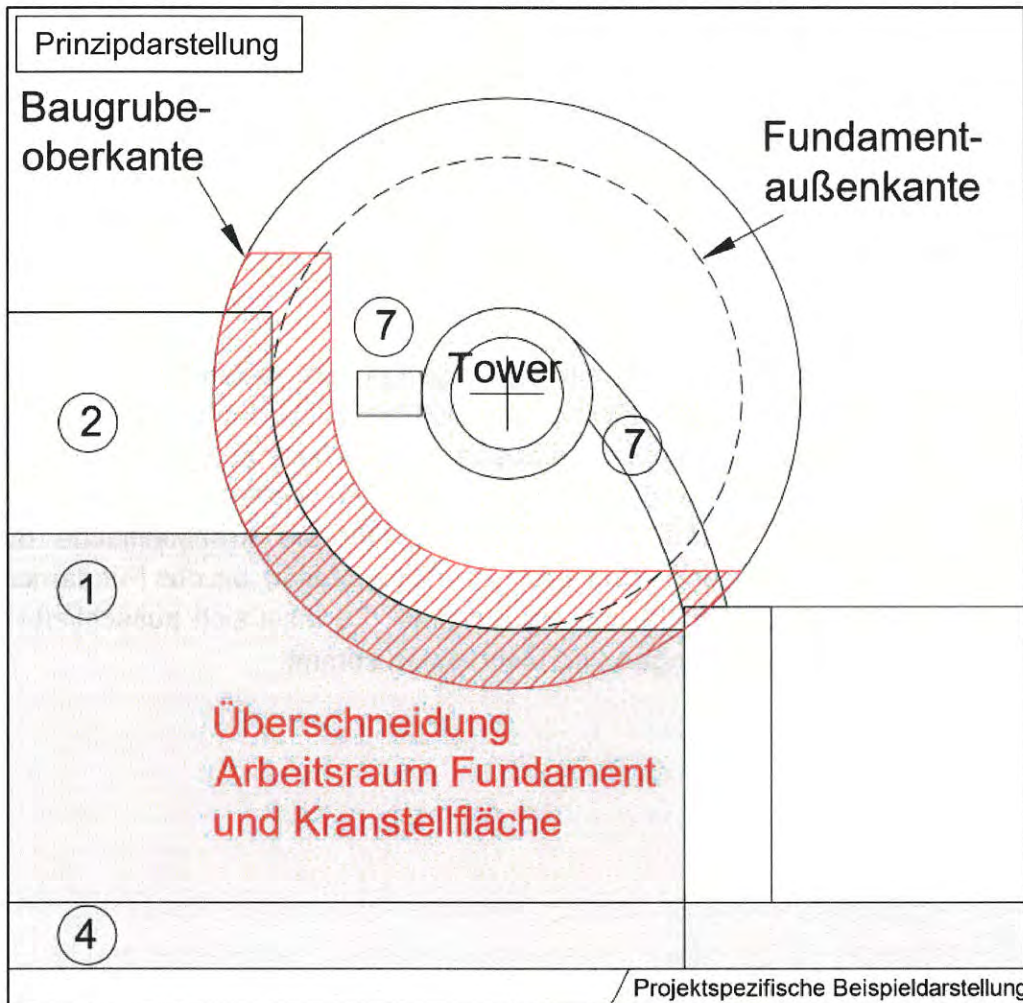 Prinzipdarstellung
Baugrube-
oberkante
Fundament-
außenkante
7
Tower
2
7
1
Überschneidung
Arbeitsraum Fundament
und Kranstellfläche
4
Projektspezifische Beispieldarstellung